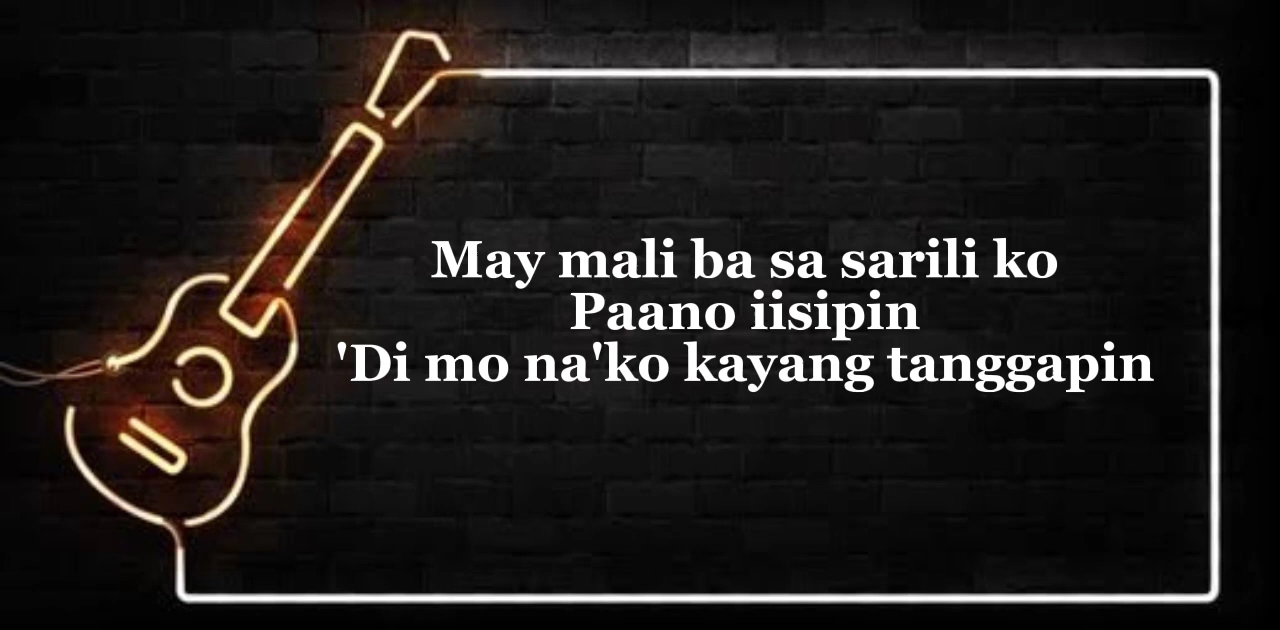 May mali ba sa sarili ko
Paano iisipin
'Di mo na'ko kayang tanggapin